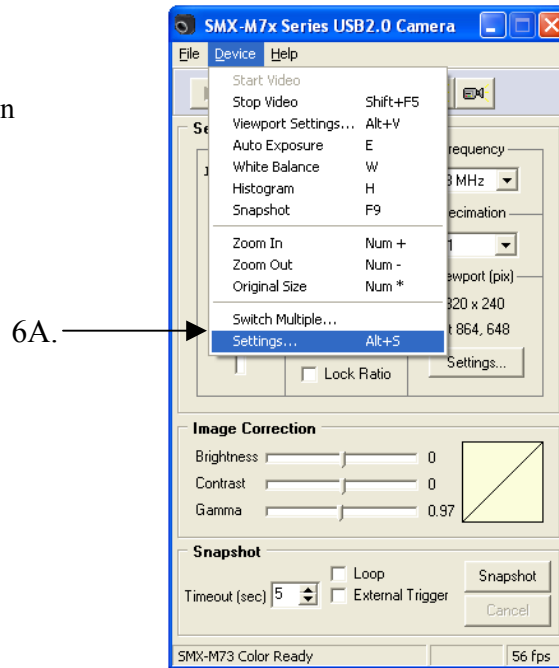 SMX-M7x Series USB2.0 Camera
File Device Help
n
Start Video
Stop Video Shift+F5
Viewport Settings... Alt+V
Auto Exposure E
White Balance W
Histogram H
Snapshot F9
Zoom In Num +
Zoom Out Num -
Original Size Num *
Switch Multiple...
6A.
Settings... Alt+S
Se
requency
MHz
ecimation
1
ewport (pix)
320 x 240
t 864, 648
Settings...
Lock Ratio
Image Correction
Brightness 0
Contrast 0
Gamma 0.97
Snapshot
Loop
Timeout (sec) 5 External Trigger
Snapshot
Cancel
SMX-M73 Color Ready 56 fps